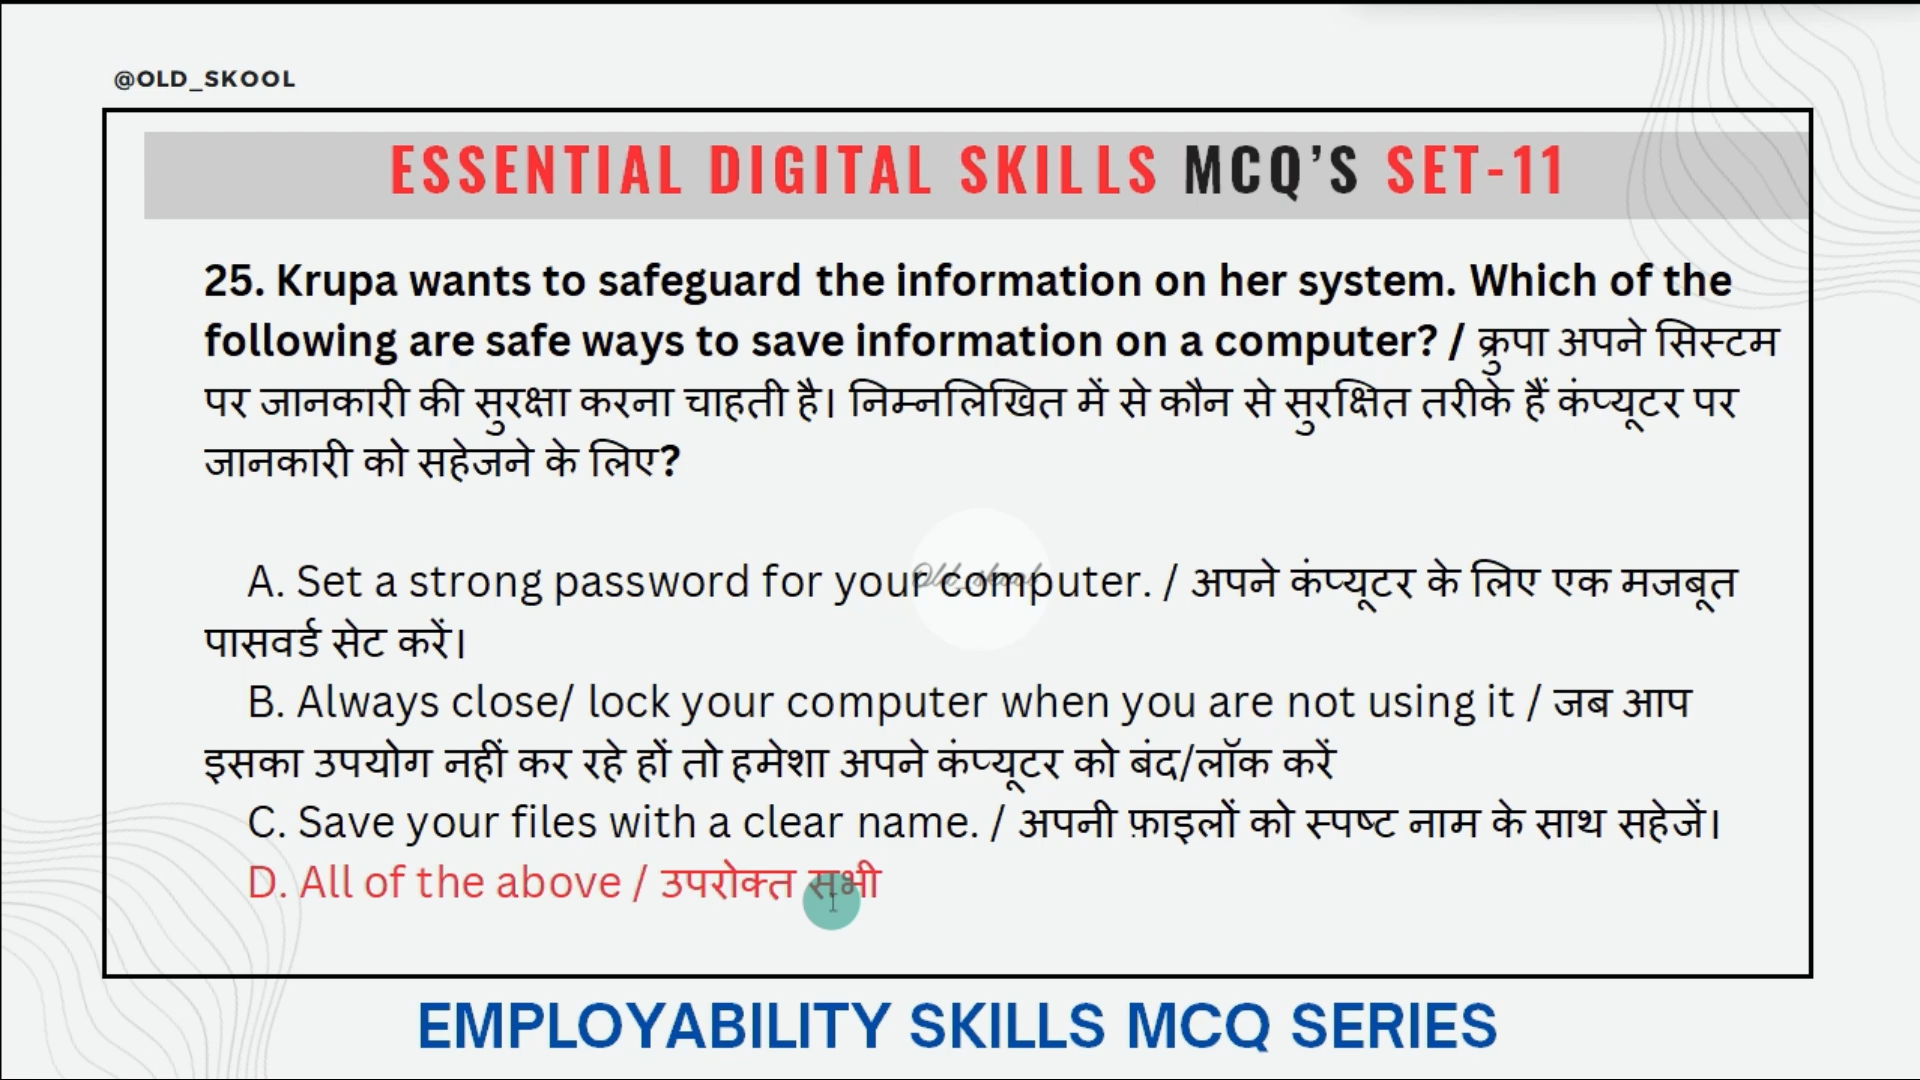 @OLD_SKOOL
ESSENTIAL DIGITAL SKILLS MCQ'S SET-11
25. Krupa wants to safeguard the information on her system. Which of the
following are safe ways to save information on a computer? / क्रुपा अपने सिस्टम
पर जानकारी की सुरक्षा करना चाहती है। निम्नलिखित में से कौन से सुरक्षित तरीके हैं कंप्यूटर पर
जानकारी को सहेजने के लिए?
Old_skool
A. Set a strong password for your computer. / अपने कंप्यूटर के लिए एक मजबूत
पासवर्ड सेट करें।
B. Always close/ lock your computer when you are not using it / जब आप
इसका उपयोग नहीं कर रहे हों तो हमेशा अपने कंप्यूटर को बंद/लॉक करें
C. Save your files with a clear name. / अपनी फ़ाइलों को स्पष्ट नाम के साथ सहेजें।
D. All of the above / उपरोक्त सभी
EMPLOYABILITY SKILLS MCQ SERIES